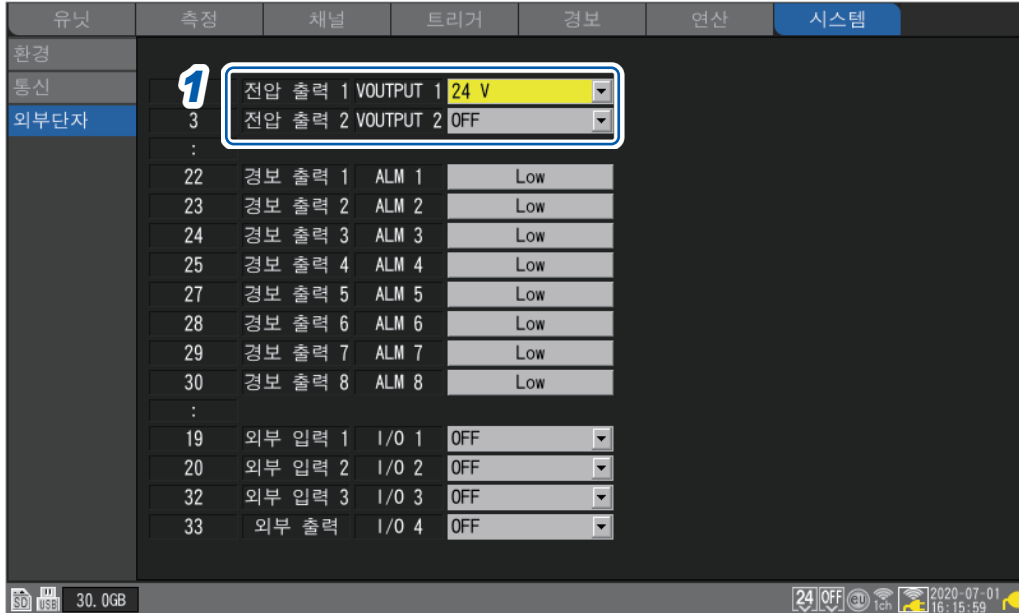 유닛 측정 채널 트리거 경보 연산 시스템
환경
통신
외부단자
1
전압 출력 1 VOUTPUT 1 24 V
3 전압 출력 2 VOUTPUT 2 OFF
:
22 경보 출력 1 ALM 1 Low
23 경보 출력 2 ALM 2 Low
24 경보 출력 3 ALM 3 Low
25 경보 출력 4 ALM 4 Low
27 경보 출력 5 ALM 5 Low
28 경보 출력 6 ALM 6 Low
29 경보 출력 7 ALM 7 Low
30 경보 출력 8 ALM 8 Low
:
19 외부 입력 1 I/O 1 OFF
20 외부 입력 2 I/O 2 OFF
32 외부 입력 3 I/O 3 OFF
33 외부 출력 I/O 4 OFF
SD USB 30.0GB 24 OFF eU 1ch 2020-07-01
16:15:59